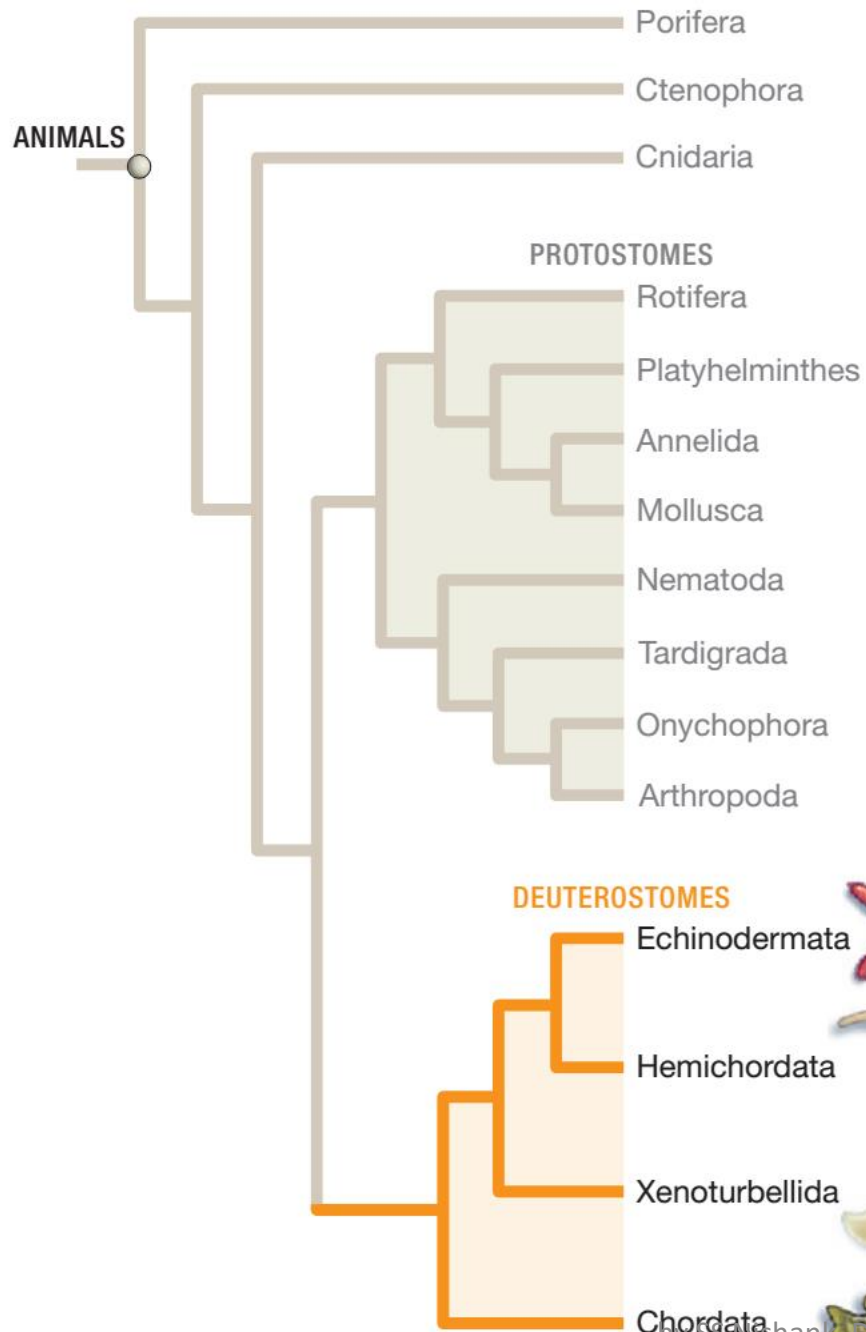 Porifera
Ctenophora
ANIMALS
Cnidaria
PROTOSTOMES
Rotifera
Platyhelminthes
Annelida
Mollusca
Nematoda
Tardigrada
Onychophora
Arthropoda
DEUTEROSTOMES
Echinodermata
Hemichordata
Xenoturbellida
Chordata